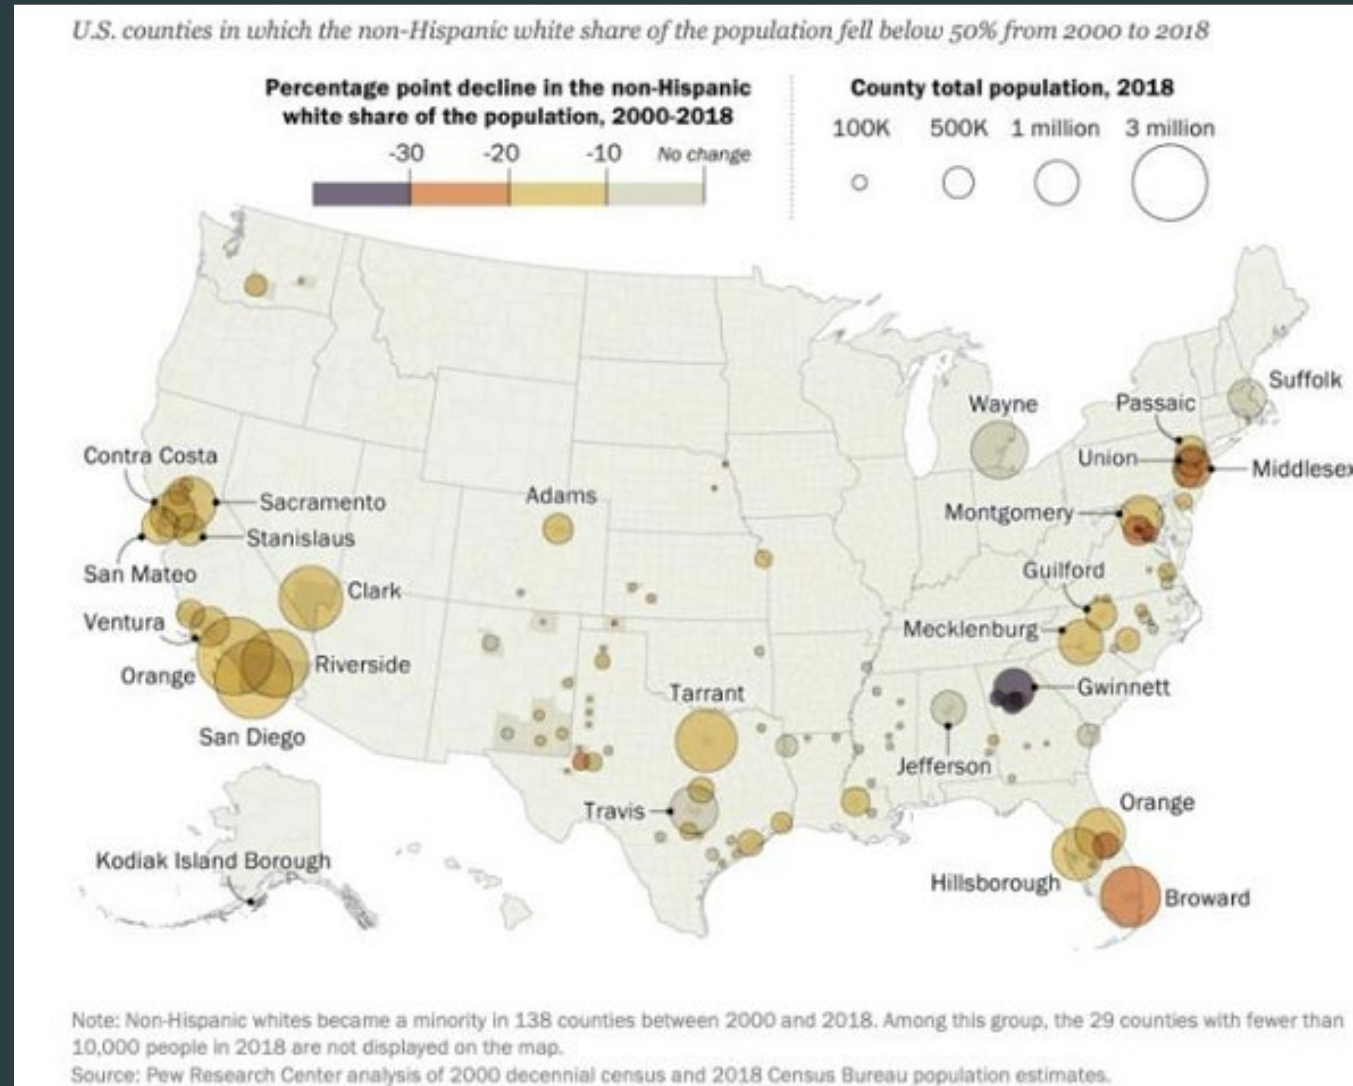 U.S. counties in which the non-Hispanic white share of the population fell below 50% from 2000 to 2018
Percentage point decline in the non-Hispanic
white share of the population, 2000-2018
-30 -20 -10 No change
County total population, 2018
100K 500K 1 million 3 million
Suffolk
Wayne
Passaic
Union
Middlesex
Contra Costa
Sacramento
Adams
Montgomery
Stanislaus
San Mateo
Guilford
Clark
Ventura
Mecklenburg
Riverside
Orange
Gwinnett
Tarrant
San Diego
Jefferson
Travis
Orange
Kodiak Island Borough
Hillsborough
Broward
Note: Non-Hispanic whites became a minority in 138 counties between 2000 and 2018. Among this group, the 29 counties with fewer than
10,000 people in 2018 are not displayed on the map.
Source: Pew Research Center analysis of 2000 decennial census and 2018 Census Bureau population estimates.